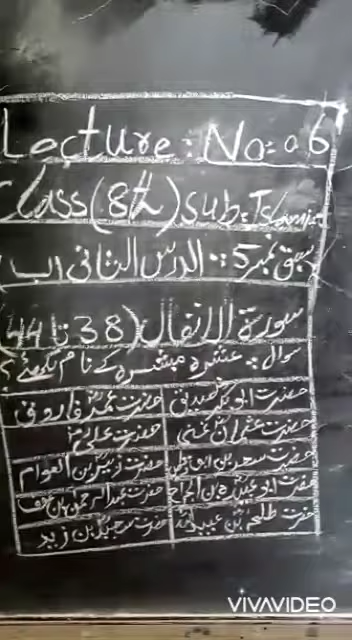 Lecture: No: 06
Class (8th) Sub: Islamiat
سبق نمبر 5: الدرس الثانی (ب)
سورۃ الانفال: (38 تا 44)
سوال: عشرہ مبشرہ کے نام لکھئے؟
حضرت ابو بکر صدیق حضرت عمر فاروق
حضرت عثمان غنی حضرت علی
حضرت سعد بن ابی وقاص حضرت زبیر بن العوام
حضرت ابو عبیدہ بن الجراح حضرت عبدالرحمن بن عوف
حضرت طلحہ بن عبید اللہ حضرت سعید بن زید
VIVAVIDEO